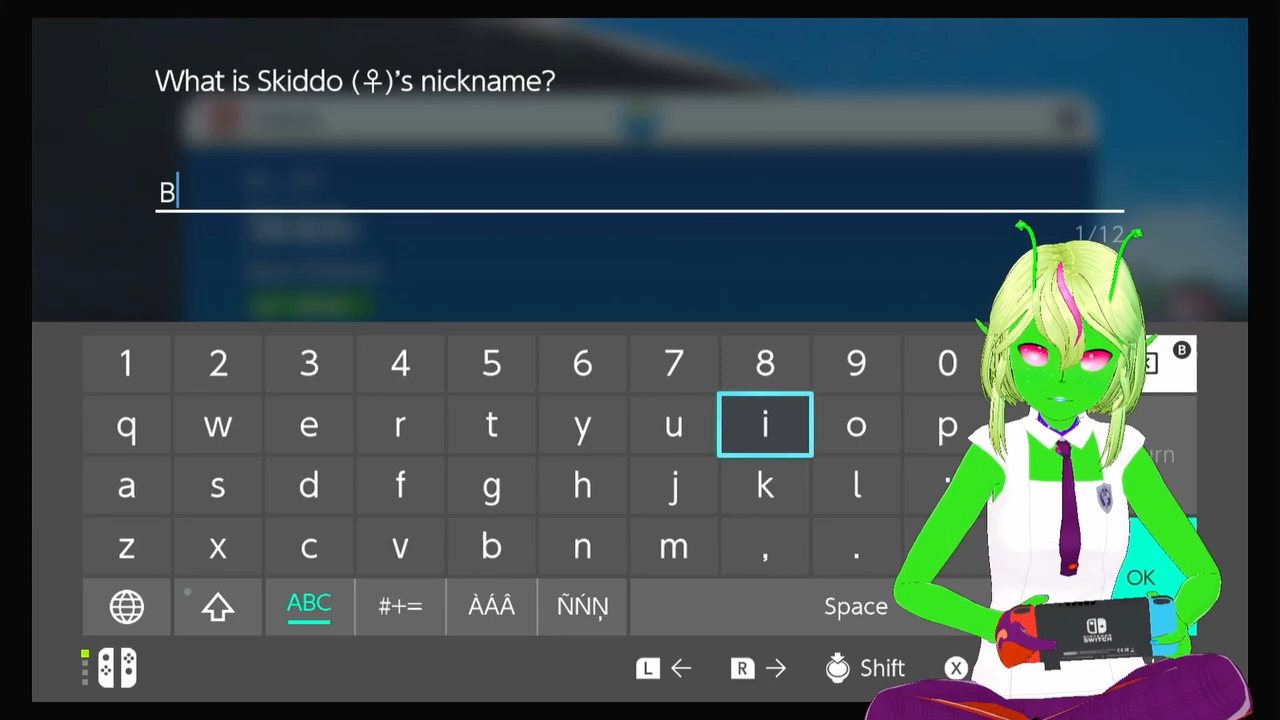 What is Skiddo (♀)'s nickname?
B
1/12
1 2 3 4 5 6 7 8 9 0 B
q w e r t y u i o p
a s d f g h j k l
z x c v b n m , .
OK
ABC #+= ÀÁÂ ÑŃŅ Space
L ← R → Shift X
SWITCH